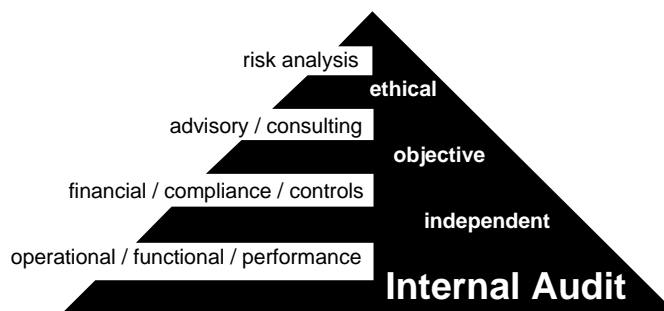 risk analysis
ethical
advisory / consulting
objective
financial / compliance / controls
independent
operational / functional / performance
Internal Audit